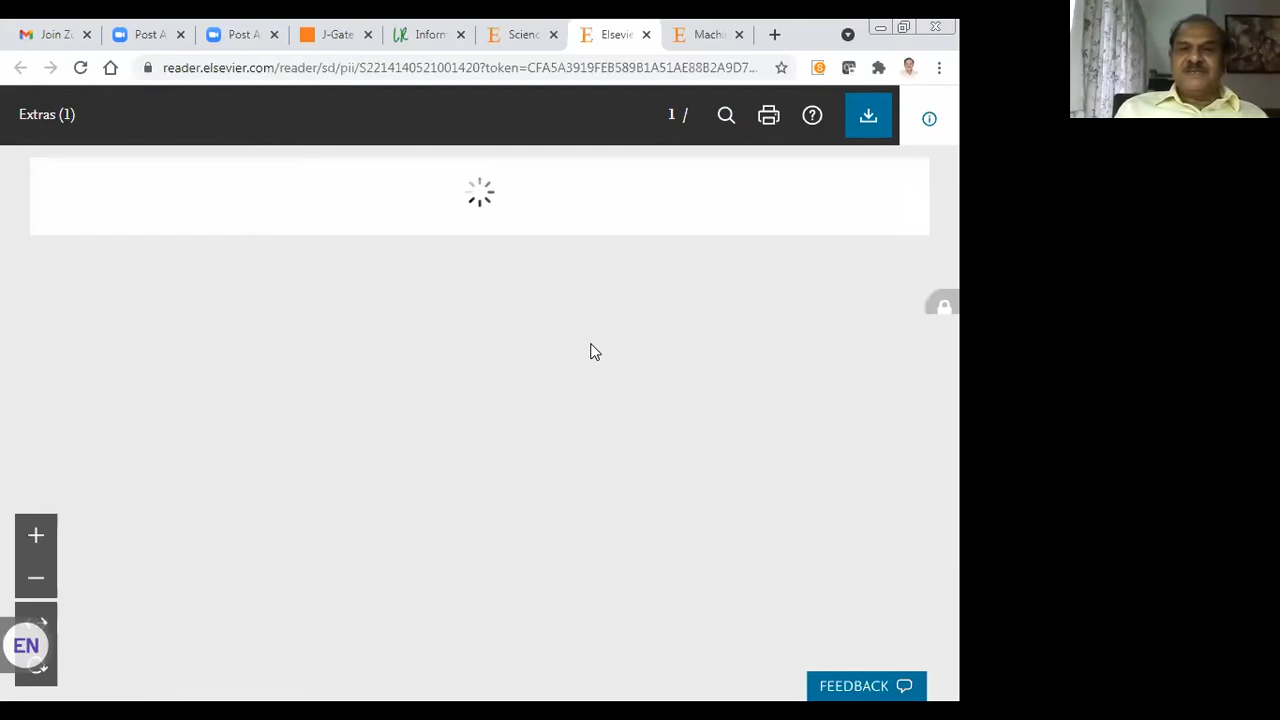 Join Zo
Post A
Post A
J-Gate
Inform
Scienc
Elsevie
Machi
reader.elsevier.com/reader/sd/pii/S2214140521001420?token=CFA5A3919FEB589B1A51AE88B2A9D7...
Extras (1)
1 /
EN
FEEDBACK